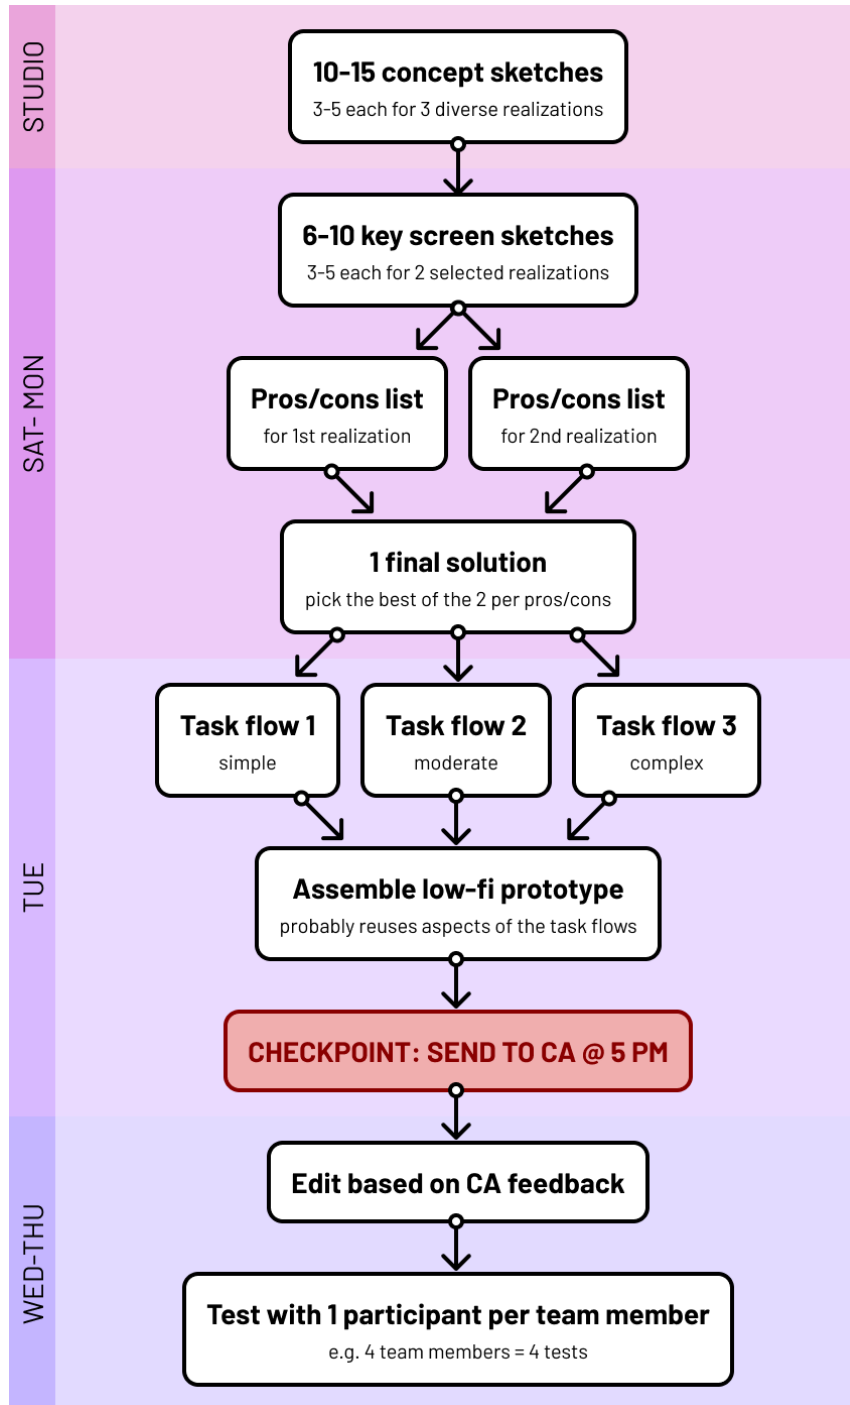 STUDIO
10-15 concept sketches
3-5 each for 3 diverse realizations
SAT- MON
6-10 key screen sketches
3-5 each for 2 selected realizations
Pros/cons list
for 1st realization
Pros/cons list
for 2nd realization
1 final solution
pick the best of the 2 per pros/cons
TUE
Task flow 1
simple
Task flow 2
moderate
Task flow 3
complex
Assemble low-fi prototype
probably reuses aspects of the task flows
CHECKPOINT: SEND TO CA @ 5 PM
WED-THU
Edit based on CA feedback
Test with 1 participant per team member
e.g. 4 team members = 4 tests